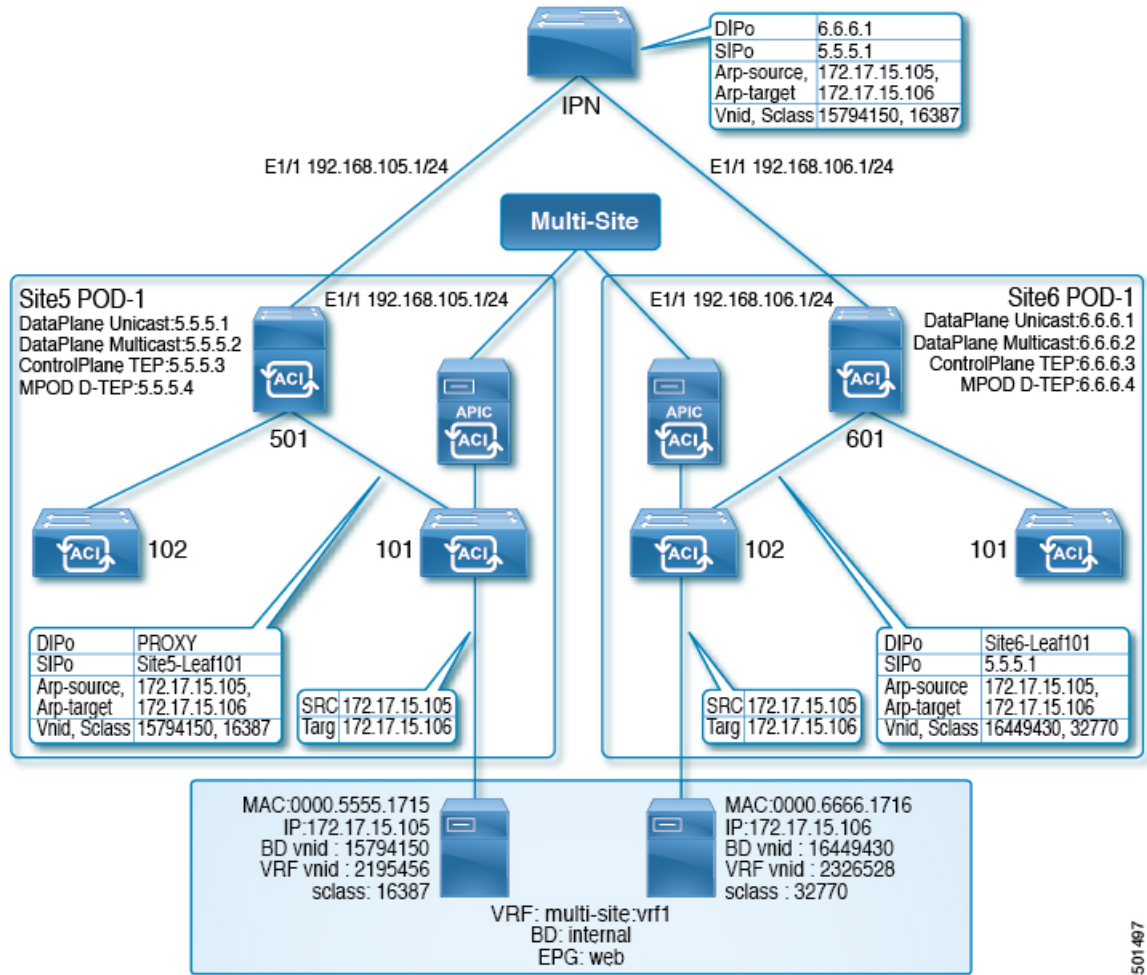 DIPo 6.6.6.1
SIPo 5.5.5.1
Arp-source, 172.17.15.105,
Arp-target 172.17.15.106
Vnid, Sclass 15794150, 16387
IPN
E1/1 192.168.105.1/24
E1/1 192.168.106.1/24
Multi-Site
Site5 POD-1
DataPlane Unicast:5.5.5.1
DataPlane Multicast:5.5.5.2
ControlPlane TEP:5.5.5.3
MPOD D-TEP:5.5.5.4
E1/1 192.168.105.1/24
E1/1 192.168.106.1/24
Site6 POD-1
DataPlane Unicast:6.6.6.1
DataPlane Multicast:6.6.6.2
ControlPlane TEP:6.6.6.3
MPOD D-TEP:6.6.6.4
ACI
501
APIC
ACI
APIC
ACI
ACI
601
ACI
102
101
ACI
ACI
102
101
ACI
DIPo PROXY
SIPo Site5-Leaf101
Arp-source, 172.17.15.105,
Arp-target 172.17.15.106
Vnid, Sclass 15794150, 16387
SRC 172.17.15.105
Targ 172.17.15.106
SRC 172.17.15.105
Targ 172.17.15.106
DIPo Site6-Leaf101
SIPo 5.5.5.1
Arp-source 172.17.15.105,
Arp-target 172.17.15.106
Vnid, Sclass 16449430, 32770
MAC:0000.5555.1715
IP:172.17.15.105
BD vnid : 15794150
VRF vnid : 2195456
sclass: 16387
MAC:0000.6666.1716
IP:172.17.15.106
BD vnid : 16449430
VRF vnid : 2326528
sclass : 32770
VRF: multi-site:vrf1
BD: internal
EPG: web
501497